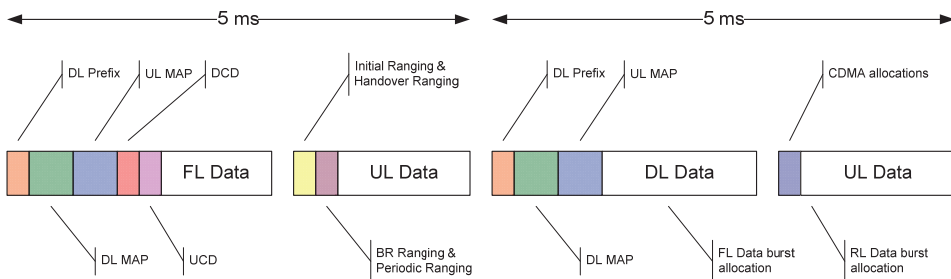 5 ms
5 ms
DL Prefix
UL MAP
DCD
Initial Ranging &
Handover Ranging
DL Prefix
UL MAP
CDMA allocations
FL Data
UL Data
DL Data
UL Data
DL MAP
UCD
BR Ranging &
Periodic Ranging
DL MAP
FL Data burst
allocation
RL Data burst
allocation